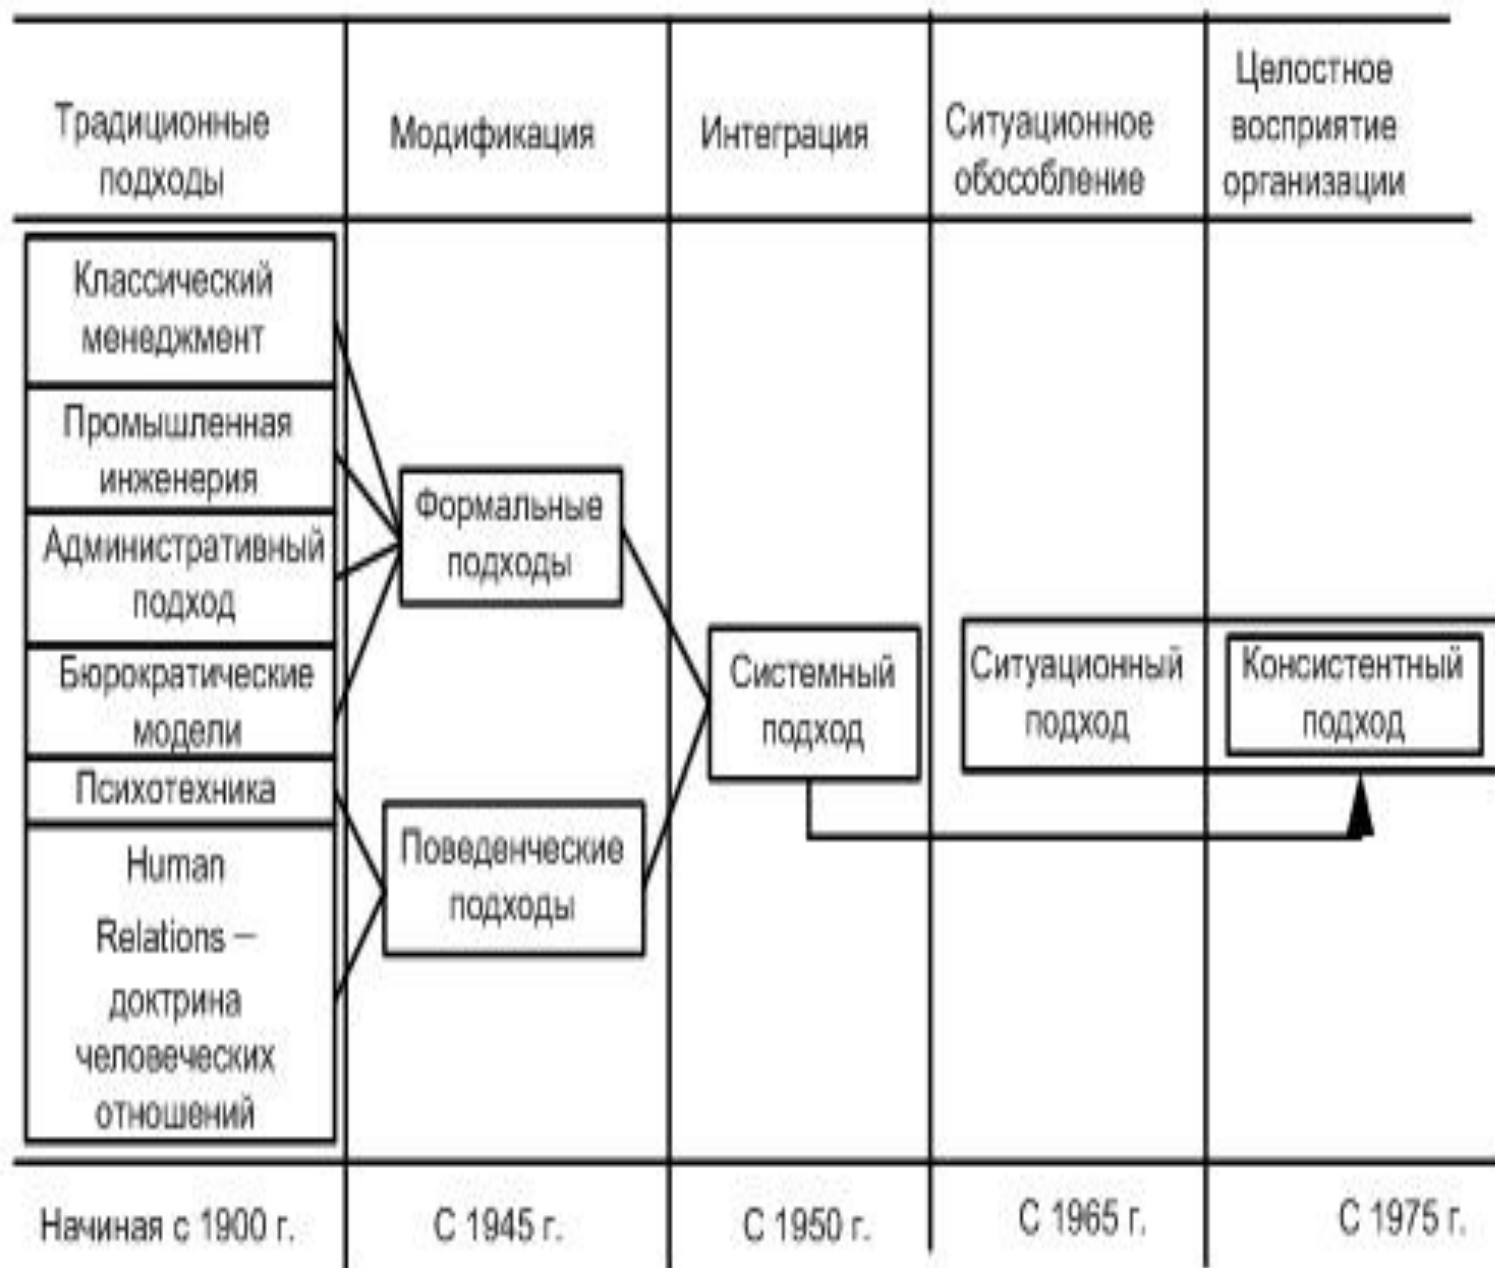 Традиционные
подходы
Модификация
Интеграция
Ситуационное
обособление
Целостное
восприятие
организации
Классический
менеджмент
Промышленная
инженерия
Административный
подход
Бюрократические
модели
Психотехника
Human
Relations –
доктрина
человеческих
отношений
Формальные
подходы
Поведенческие
подходы
Системный
подход
Ситуационный
подход
Консистентный
подход
Начиная с 1900 г.
С 1945 г.
С 1950 г.
С 1965 г.
С 1975 г.